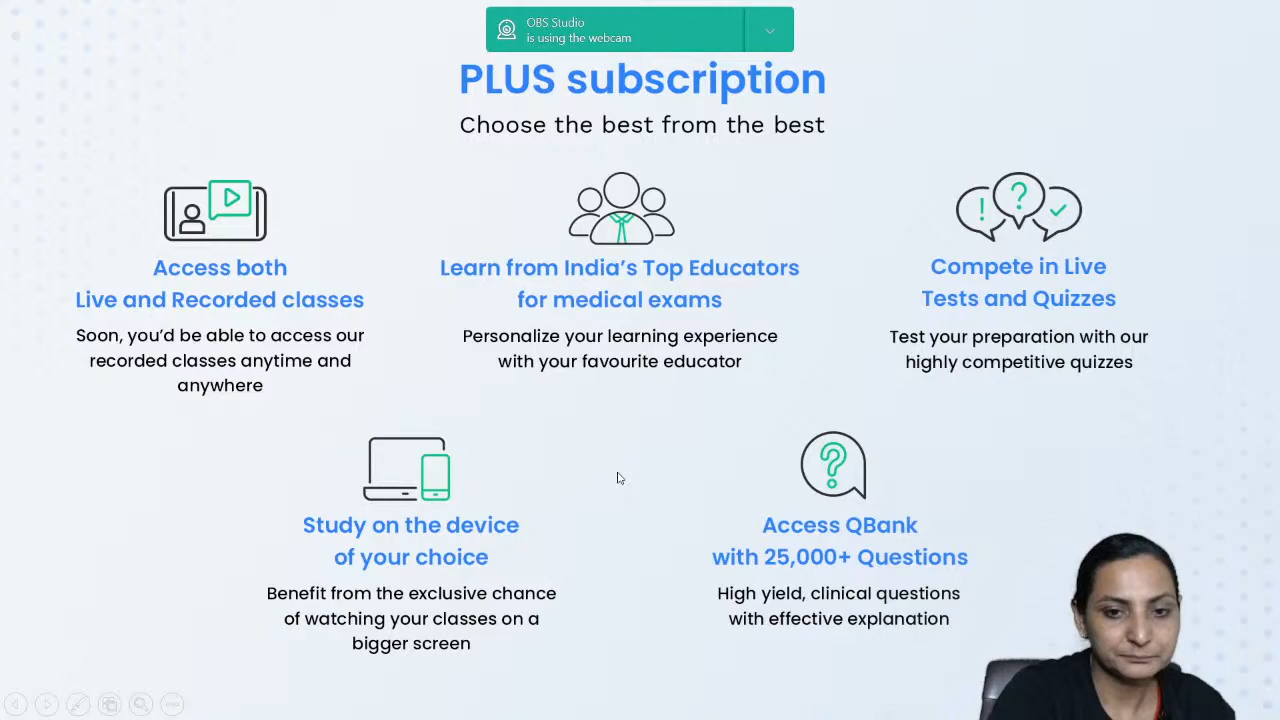 OBS Studio
is using the webcam
PLUS subscription
Choose the best from the best
Access both
Live and Recorded classes
Soon, you’d be able to access our
recorded classes anytime and
anywhere
Learn from India’s Top Educators
for medical exams
Personalize your learning experience
with your favourite educator
Compete in Live
Tests and Quizzes
Test your preparation with our
highly competitive quizzes
Study on the device
of your choice
Benefit from the exclusive chance
of watching your classes on a
bigger screen
Access QBank
with 25,000+ Questions
High yield, clinical questions
with effective explanation